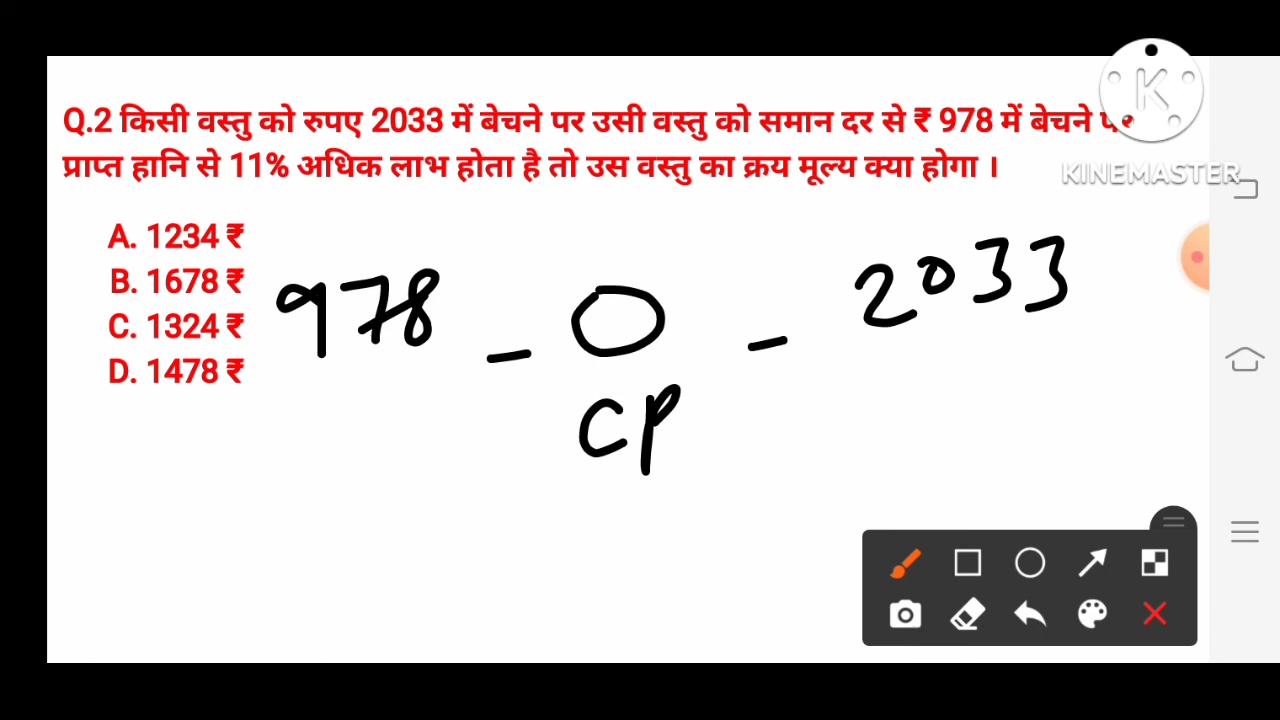 Q.2 किसी वस्तु को रुपए 2033 में बेचने पर उसी वस्तु को समान दर से ₹ 978 में बेचने पर
प्राप्त हानि से 11% अधिक लाभ होता है तो उस वस्तु का क्रय मूल्य क्या होगा ।
KINEMASTER
A. 1234 ₹
B. 1678 ₹
C. 1324 ₹
D. 1478 ₹
978 - O - 2033
CP